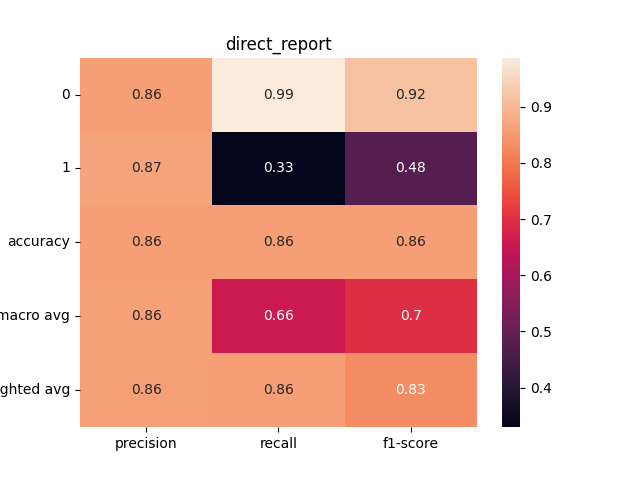 direct_report
0 0.86 0.99 0.92
1 0.87 0.33 0.48
accuracy 0.86 0.86 0.86
macro avg 0.86 0.66 0.7
ghted avg 0.86 0.86 0.83
precision recall f1-score
0.9
0.8
0.7
0.6
0.5
0.4